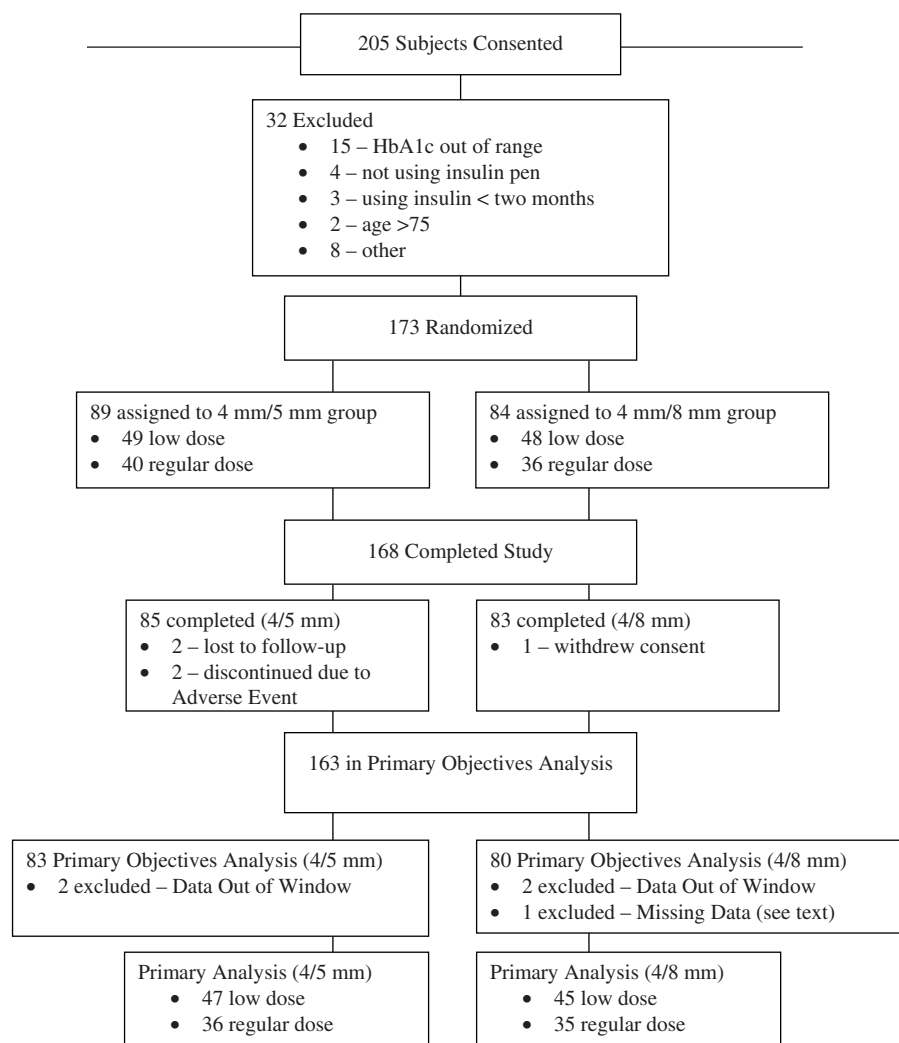 205 Subjects Consented
32 Excluded
• 15 – HbA1c out of range
• 4 – not using insulin pen
• 3 – using insulin < two months
• 2 – age >75
• 8 – other
173 Randomized
89 assigned to 4 mm/5 mm group
• 49 low dose
• 40 regular dose
84 assigned to 4 mm/8 mm group
• 48 low dose
• 36 regular dose
168 Completed Study
85 completed (4/5 mm)
• 2 – lost to follow-up
• 2 – discontinued due to
Adverse Event
83 completed (4/8 mm)
• 1 – withdrew consent
163 in Primary Objectives Analysis
83 Primary Objectives Analysis (4/5 mm)
• 2 excluded – Data Out of Window
80 Primary Objectives Analysis (4/8 mm)
• 2 excluded – Data Out of Window
• 1 excluded – Missing Data (see text)
Primary Analysis (4/5 mm)
• 47 low dose
• 36 regular dose
Primary Analysis (4/8 mm)
• 45 low dose
• 35 regular dose